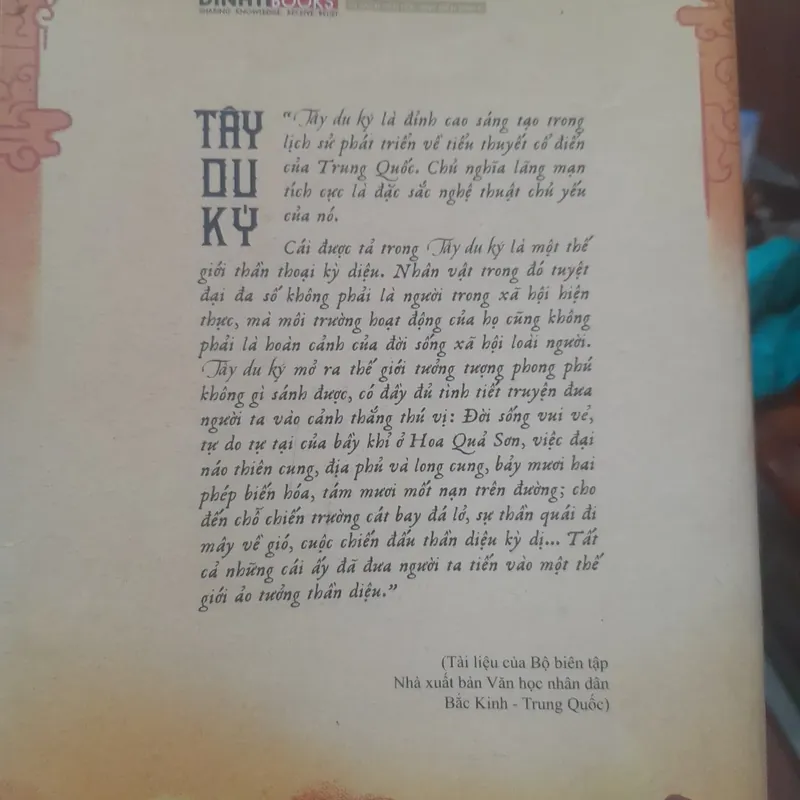 BOOKS
TÂY
DU
KÝ
"Tây du ký là đỉnh cao sáng tạo trong
lịch sử phát triển về tiểu thuyết cổ điển
của Trung Quốc. Chủ nghĩa lãng mạn
tích cực là đặc sắc nghệ thuật chủ yếu
của nó.
Cái được tả trong Tây du ký là một thế
giới thần thoại kỳ diệu. Nhân vật trong đó tuyệt
đại đa số không phải là người trong xã hội hiện
thực, mà môi trường hoạt động của họ cũng không
phải là hoàn cảnh của đời sống xã hội loài người.
Tây du ký mở ra thế giới tưởng tượng phong phú
không gì sánh được, có đầy đủ tình tiết truyện đưa
người ta vào cảnh thắng thú vị: Đời sống vui vẻ,
tự do tự tại của bầy khỉ ở Hoa Quả Sơn, việc đại
náo thiên cung, địa phủ và long cung, bảy mươi hai
phép biến hóa, tám mươi mốt nạn trên đường; cho
đến chỗ chiến trường cát bay đá lở, sự thần quái đi
mây về gió, cuộc chiến đấu thần diệu kỳ dị... Tất
cả những cái ấy đã đưa người ta tiến vào một thế
giới ảo tưởng thần diệu."
(Tài liệu của Bộ biên tập
Nhà xuất bản Văn học nhân dân
Bắc Kinh - Trung Quốc)